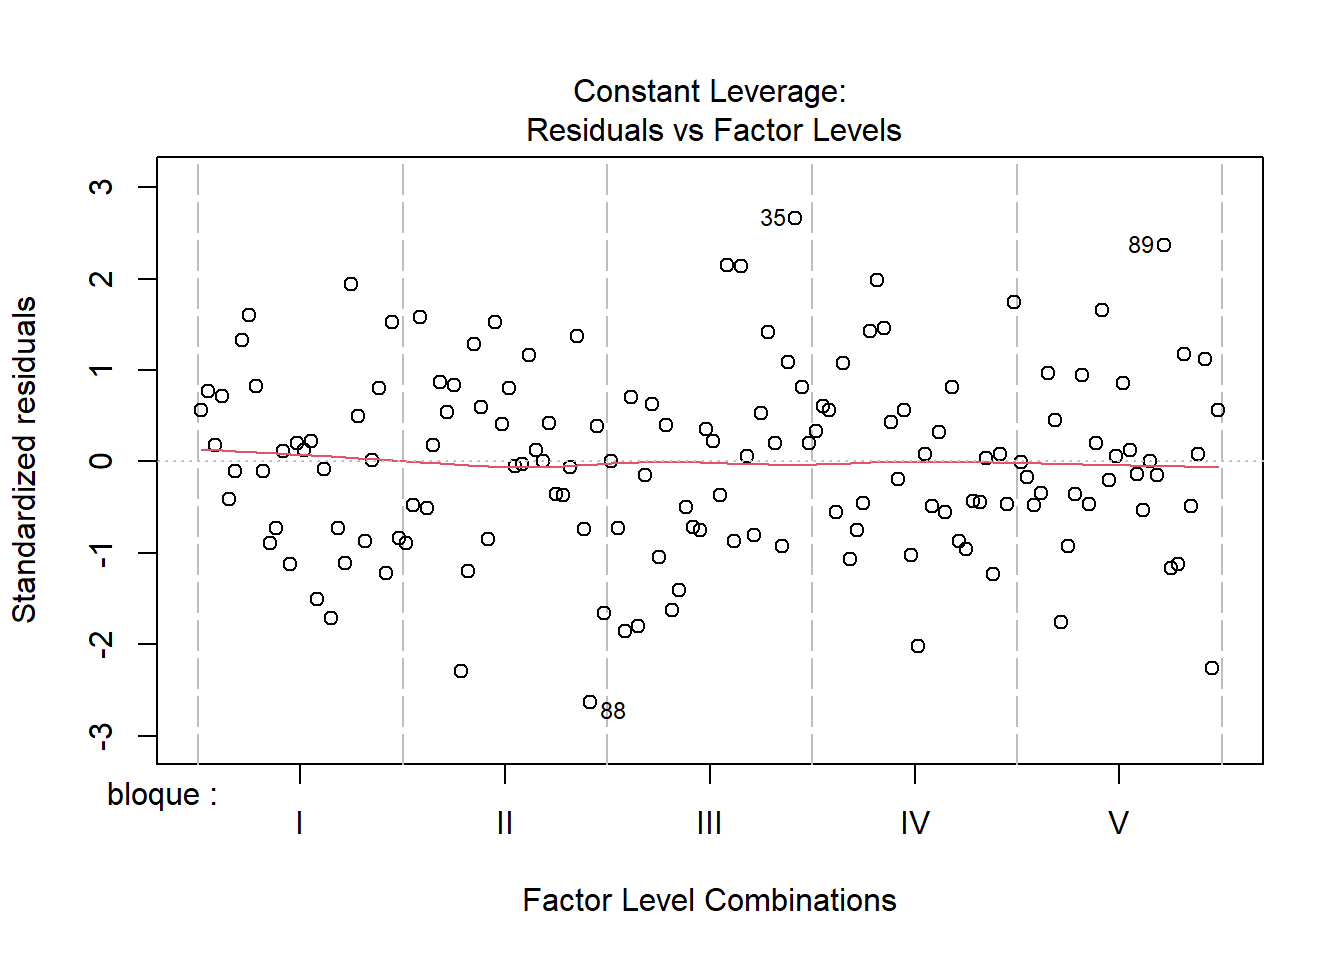 Constant Leverage:
Residuals vs Factor Levels
Standardized residuals
3
2
1
0
-1
-2
-3
35
89
88
bloque :
I II III IV V
Factor Level Combinations